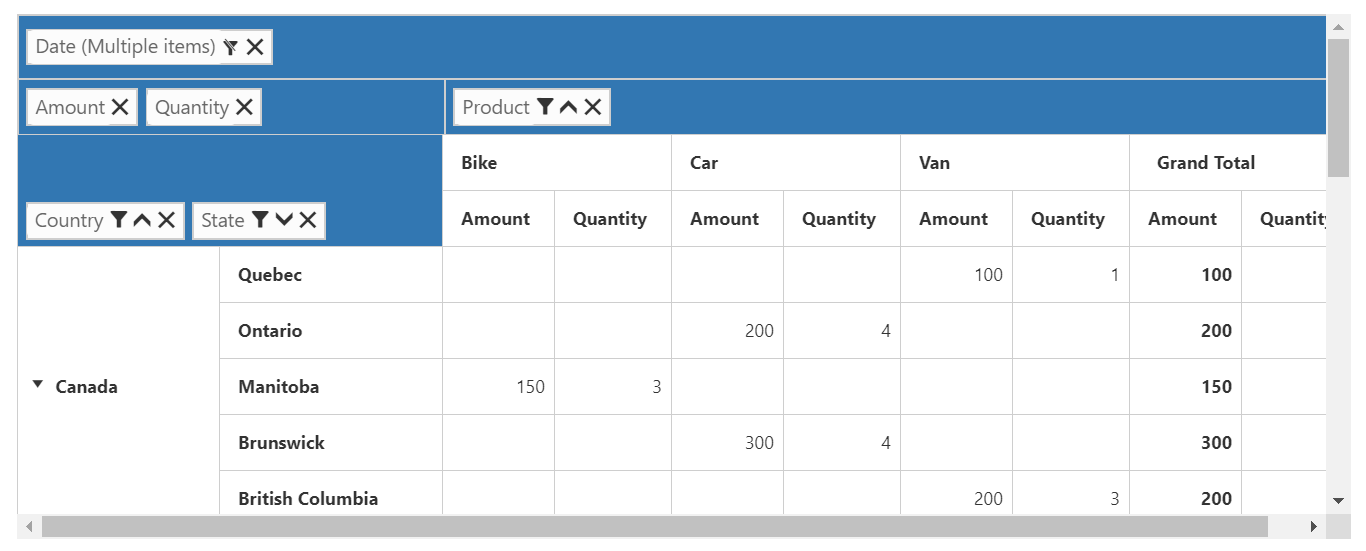 Date (Multiple items)
Amount Quantity Product
Bike Car Van Grand Total
Country State Amount Quantity Amount Quantity Amount Quantity Amount Quantity
Quebec 100 1 100
Ontario 200 4 200
Canada Manitoba 150 3 150
Brunswick 300 4 300
British Columbia 200 3 200